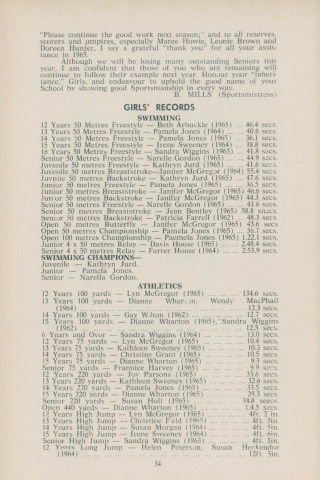 "Please continue the good work next season;" and to all reserves,
scorers and jumpires, especially Maree Howie, Leonie Brown and
Doreen Hunter. I say a grateful "thank you" for all your assis-
tance in 1965.
Although we will be losing many outstanding Seniors this
year, I am confident that those of you who are remaining will
continue to follow their example next year. Honour your "inheri-
tance," Girls, and endeavour to uphold the good name of your
School by showing good Sportsmanship in every way.
B. MILLS (Sportsmistress)
GIRLS' RECORDS
SWIMMING
12 Years 50 Metres Freestyle — Beth Arbuckle (1965) ... 46.4 secs.
13 Years 50 Metres Freestyle — Pamela Jones (1964) ... 40.6 secs.
14 Years 50 Metres Freestyle — Pamela Jones (1965) ... 36.1 secs.
15 Years 50 Metres Freestyle — Irene Sweeney (1964) ... 38.8 secs.
16 Years 50 Metres Freestyle — Sandra Wiggins (1965) ... 41.8 secs.
Senior 50 Metres Freestyle — Narelle Gordon (1965) ... 44.9 secs.
Juvenile 50 metres Freestyle — Kathryn Jurd (1965) ... 41.6 secs.
Juvenile 50 metres Breaststroke—Janifer McGregor (1964) 55.4 secs.
Juvenile 50 metres Backstroke — Kathryn Jurd (1965) ... 47.6 secs.
Junior 50 metres Freestyle — Pamela Jones (1965) ... 36.5 secs.
Junior 50 metres Breaststroke — Janifer McGregor (1965) 46.6 secs.
Junior 50 metres Backstroke — Janifer McGregor (1965) 44.5 secs.
Senior 50 metres Freestyle — Narelle Gordon (1965) ... 43.6 secs.
Senior 50 metres Breaststroke — Jean Bentley (1965) 58.8 secs.
Senior 50 metres Backstroke — Patricia Farrell (1964) 48.3 secs.
Open 50 metres Butterfly — Janifer McGregor (1965) 43.6 secs
Open 50 metres Championship — Pamela Jones (1965) ... 36.7 secs.
Open 100 metres Championship — Paemela Jones (1965) 1.22.1 secs.
Junior 4 x 50 metres Relay — Davis House (1965) ... 2.48.4 secs.
Senior 4 x 50 metres Relay — Farrer House (1964) ... 2.53.9 secs.
SWIMMING CHAMPIONS—
Juvenile — Kathryn Jurd.
Junior — Pamela Jones.
Senior — Narelle Gordon.
ATHLETICS
12 Years 100 yards — Lyn McGregor (1965) ... 134.6 secs.
13 Years 100 yards — Dianne Wharton, Wendy MacPhail
(1964) ... 12.3 secs.
14 Years 100 yards — Gay Wilton (1962) ... 12.7 secs.
15 Years 100 yards — Dianne Wharton (1965), Sandra Wiggins
(1962) ... 12.5 secs.
6 Years and Over — Sandra Wiggins (1964) ... 13.0 secs.
12 Years 75 yards — Lyn McGregor (1965) ... 10.4 secs.
13 Years 75 yards — Kathleen Sweeney (1965) ... 10.3 secs.
14 Years 75 yards — Christine Grant (1965) ... 10.5 secs.
15 Years 75 yards — Dianne Wharton (1965) ... 9.3 secs.
Senior 75 yards — Francine Harvey (1965) ... 9.8 secs.
12 Years 220 yards — Joy Parsons (1965) ... 33.6 secs.
13 Years 220 yards — Kathleen Sweeney (1965) ... 32.6 secs.
14 Years 220 yards — Pamela Jones (1965) ... 33.5 secs.
15 Years 220 yards — Dianne Wharton (1965) ... 28.3 secs.
Senior 220 yards — Susan Holt (1965) ... 34.8 secs.
Open 440 yards — Dianne Wharton (1965) ... 1.4.5 secs.
12 Years High Jump — Lyn McGregor (1965) ... 4ft. 2 in.
13 Years High Jump — Christine Feld (1965) ... 4ft. 3in.
14 Years High Jump — Susan Morgan (1964) ... 4ft. 6in.
15 Years High Jump — Irene Sweeney (1964) ... 4ft. 6in.
Senior High Jump — Sandra Wiggins (1963) ... 4ft. 5in.
12 Years Long Jump — Helen Peterson, Susan Heckendor
(1964) ... 12ft. 5in.
34